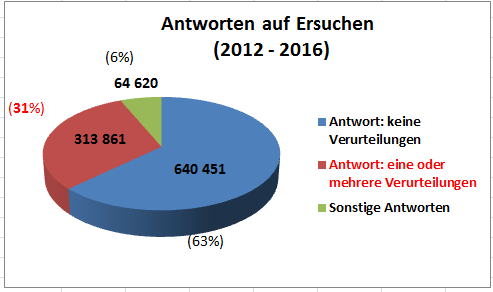 Antworten auf Ersuchen
(2012 - 2016)
(6%)
64 620
(31%)
313 861
640 451
(63%)
Antwort: keine
Verurteilungen
Antwort: eine oder
mehrere Verurteilungen
Sonstige Antworten